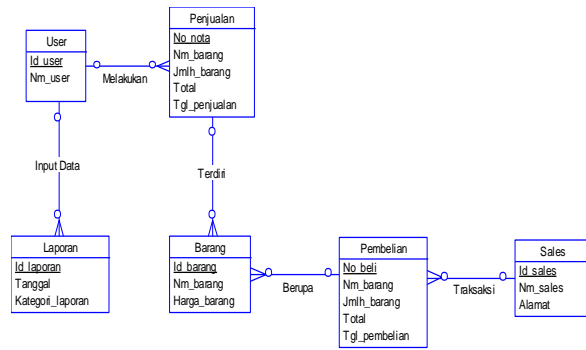 Penjualan
No_nota
Nm_barang
Jmlh_barang
Total
Tgl_penjualan
User
Id_user
Nm_user
Melakukan
Input Data
Terdiri
Laporan
Id_laporan
Tanggal
Kategori_laporan
Barang
Id_barang
Nm_barang
Harga_barang
Berupa
Pembelian
No_beli
Nm_barang
Jmlh_barang
Total
Tgl_pembelian
Traksaksi
Sales
Id_sales
Nm_sales
Alamat